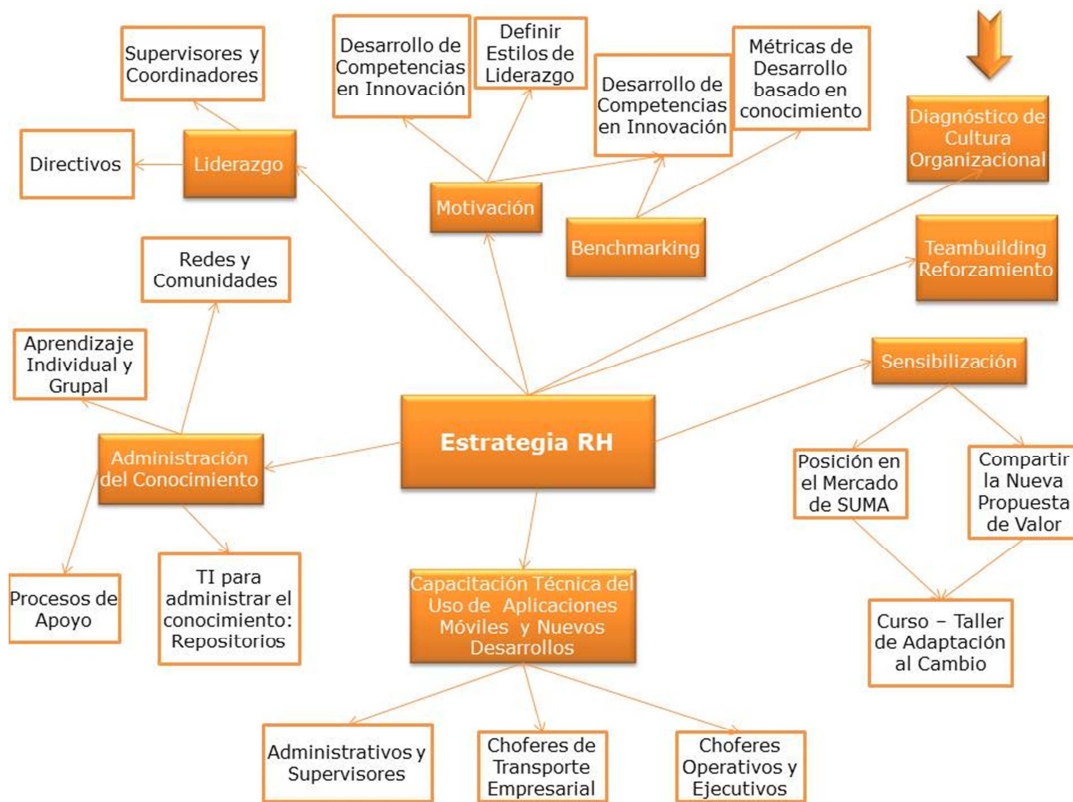 Supervisores y
Coordinadores
Directivos
Liderazgo
Desarrollo de
Competencias
en Innovación
Definir
Estilos de
Liderazgo
Desarrollo de
Competencias
en Innovación
Métricas de
Desarrollo
basado en
conocimiento
Motivación
Benchmarking
Diagnóstico de
Cultura
Organizacional
Teambuilding
Reforzamiento
Redes y
Comunidades
Aprendizaje
Individual y
Grupal
Administración
del Conocimiento
Procesos de
Apoyo
TI para
administrar el
conocimiento:
Repositorios
Estrategia RH
Sensibilización
Posición en
el Mercado
de SUMA
Compartir
la Nueva
Propuesta
de Valor
Curso – Taller
de Adaptación
al Cambio
Capacitación Técnica del
Uso de Aplicaciones
Móviles y Nuevos
Desarrollos
Administrativos y
Supervisores
Choferes de
Transporte
Empresarial
Choferes
Operativos y
Ejecutivos